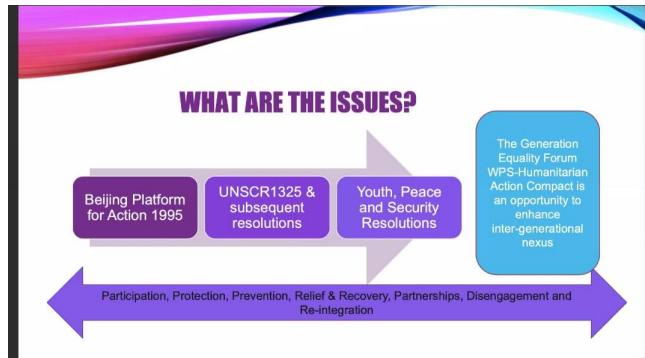 WHAT ARE THE ISSUES?
Beijing Platform
for Action 1995
UNSCR1325 &
subsequent
resolutions
Youth, Peace
and Security
Resolutions
The Generation
Equality Forum
WPS-Humanitarian
Action Compact is
an opportunity to
enhance
inter-generational
nexus
Participation, Protection, Prevention, Relief & Recovery, Partnerships, Disengagement and
Re-integration